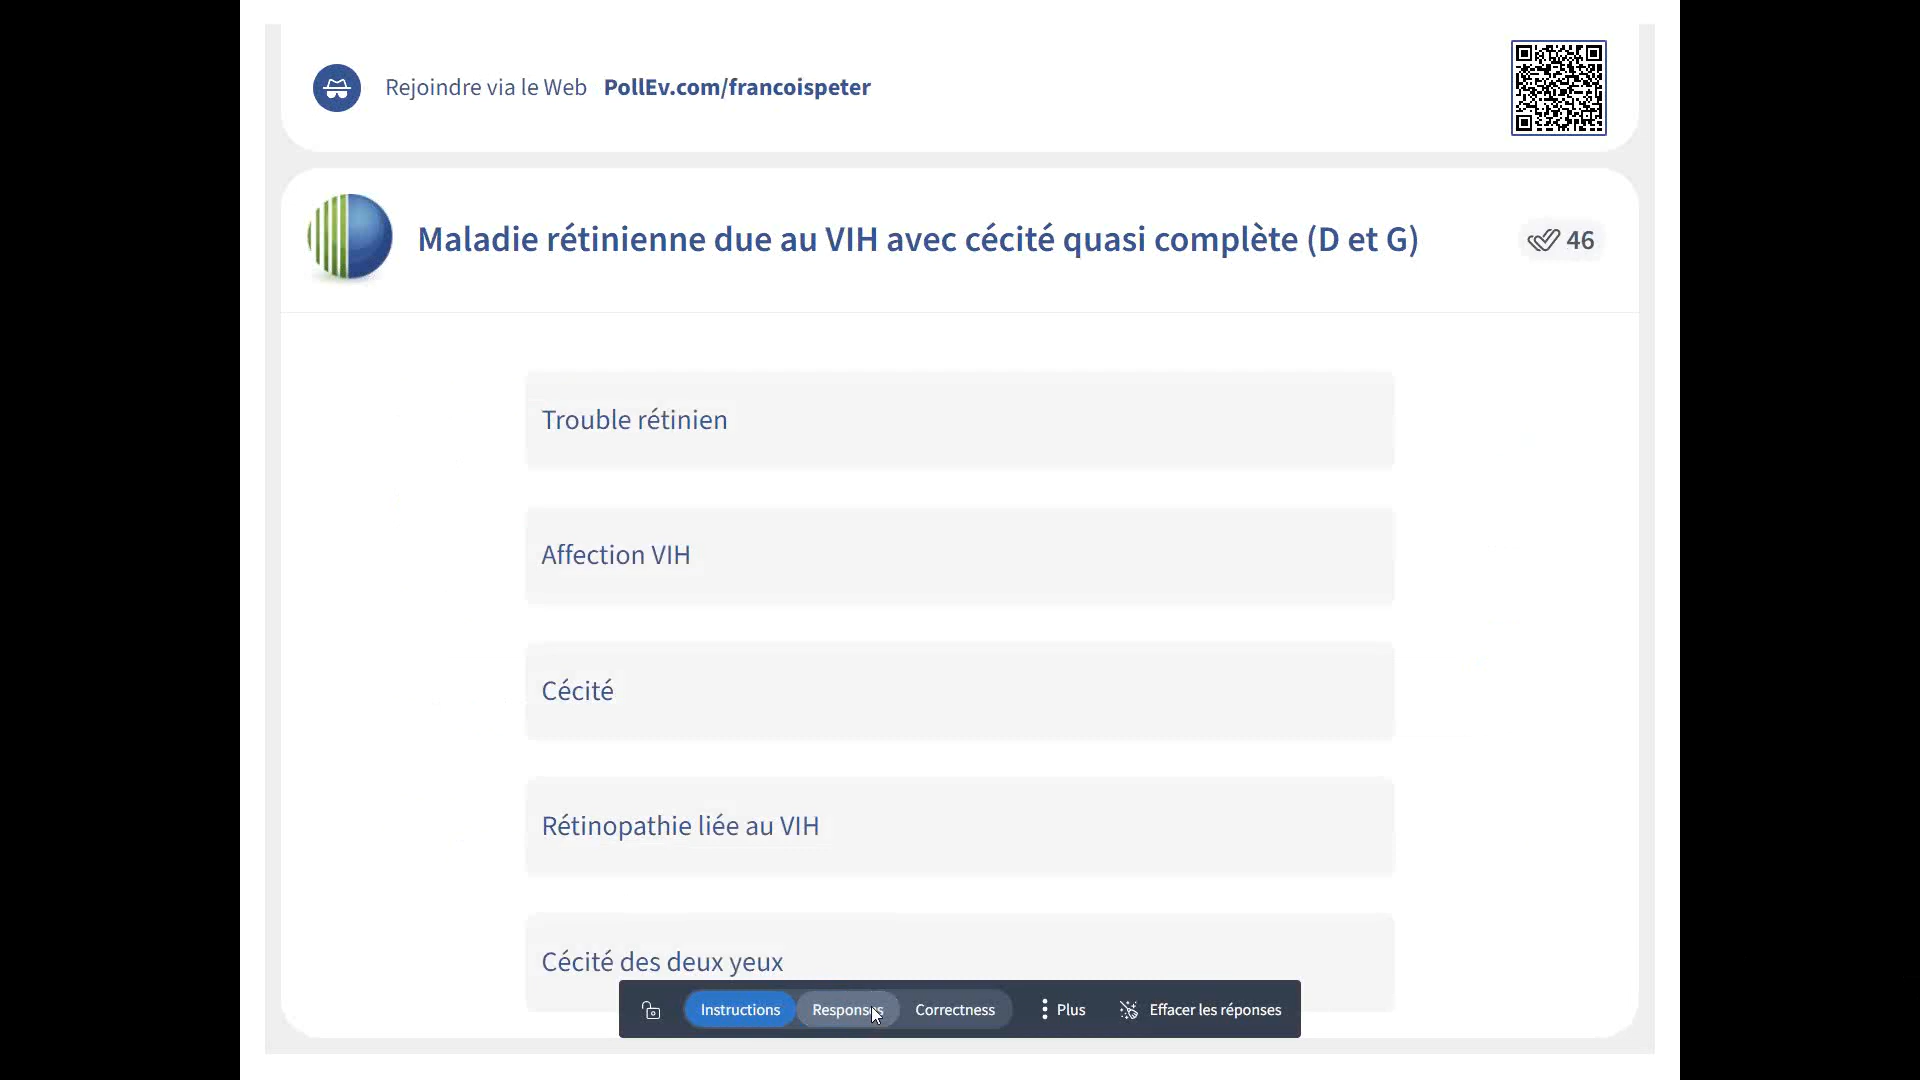 Rejoindre via le Web PollEv.com/francoispeter
Maladie rétinienne due au VIH avec cécité quasi complète (D et G)
46
Trouble rétinien
Affection VIH
Cécité
Rétinopathie liée au VIH
Cécité des deux yeux
Instructions Responses Correctness Plus Effacer les réponses